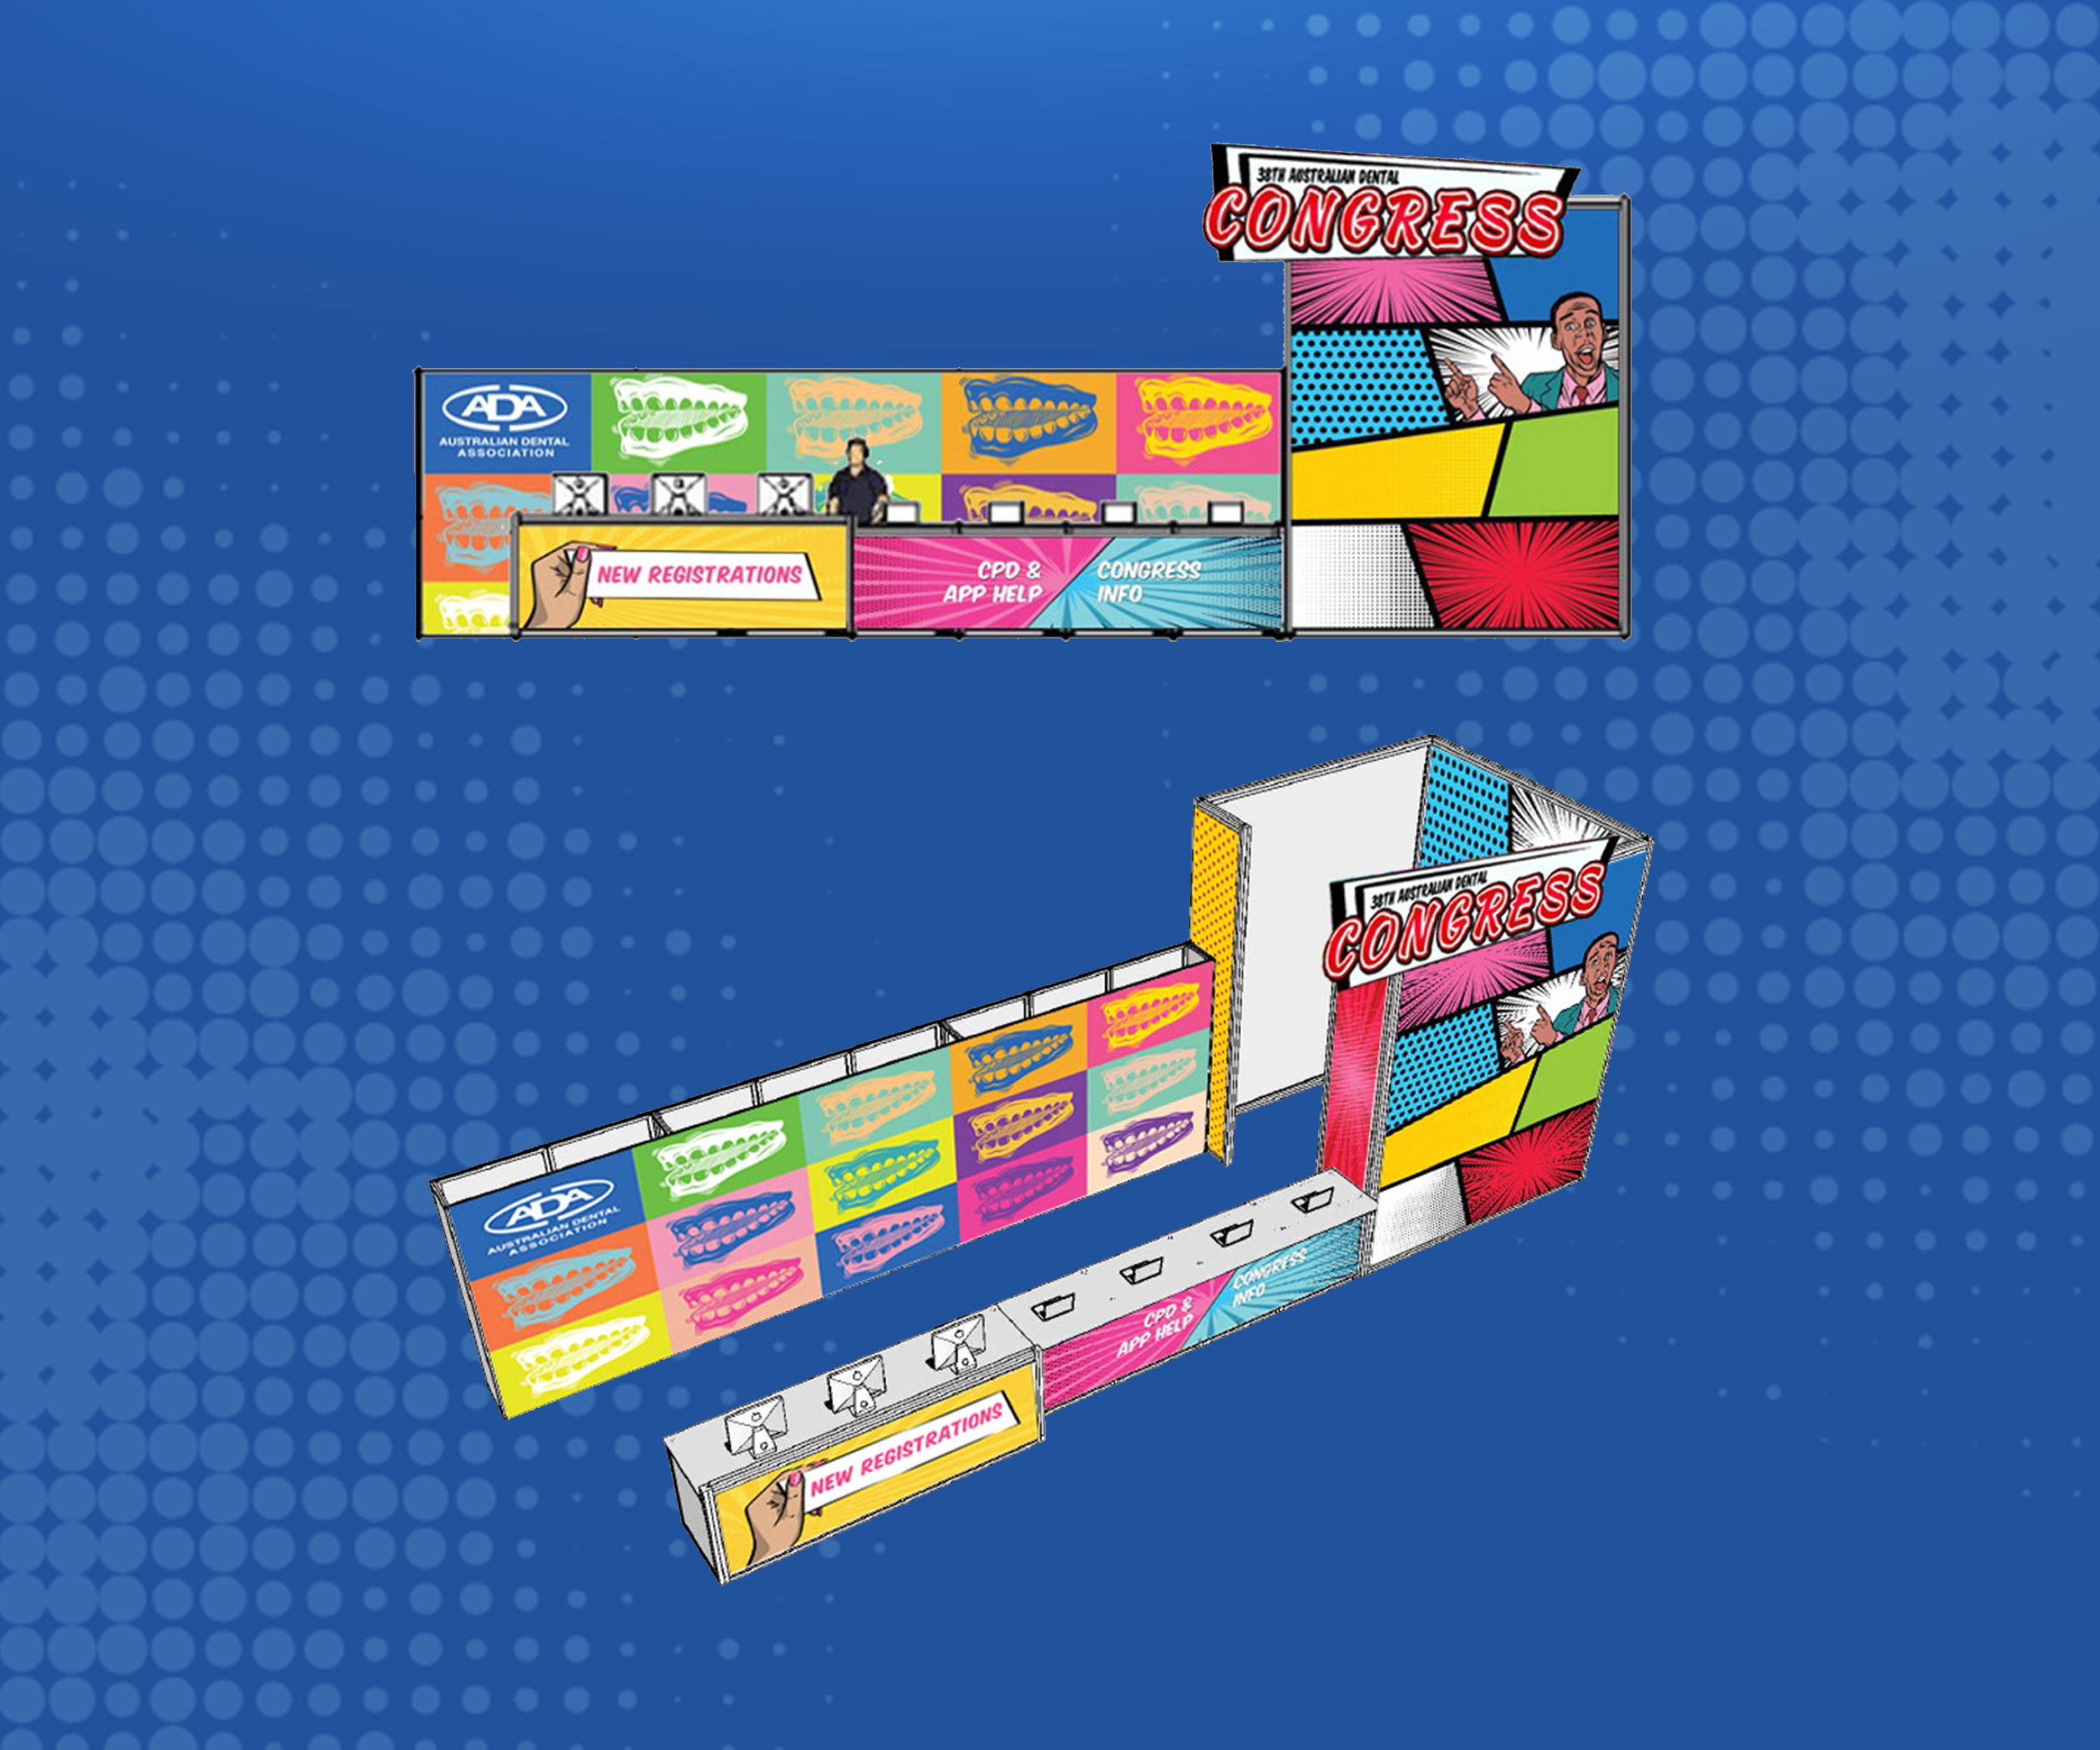 38TH AUSTRALIAN DENTAL
CONGRESS
ADA
AUSTRALIAN DENTAL
ASSOCIATION
NEW REGISTRATIONS
CPD &
APP HELP
CONGRESS
INFO
38TH AUSTRALIAN DENTAL
CONGRESS
ADA
AUSTRALIAN DENTAL
ASSOCIATION
CPD &
APP HELP
CONGRESS
INFO
NEW REGISTRATIONS